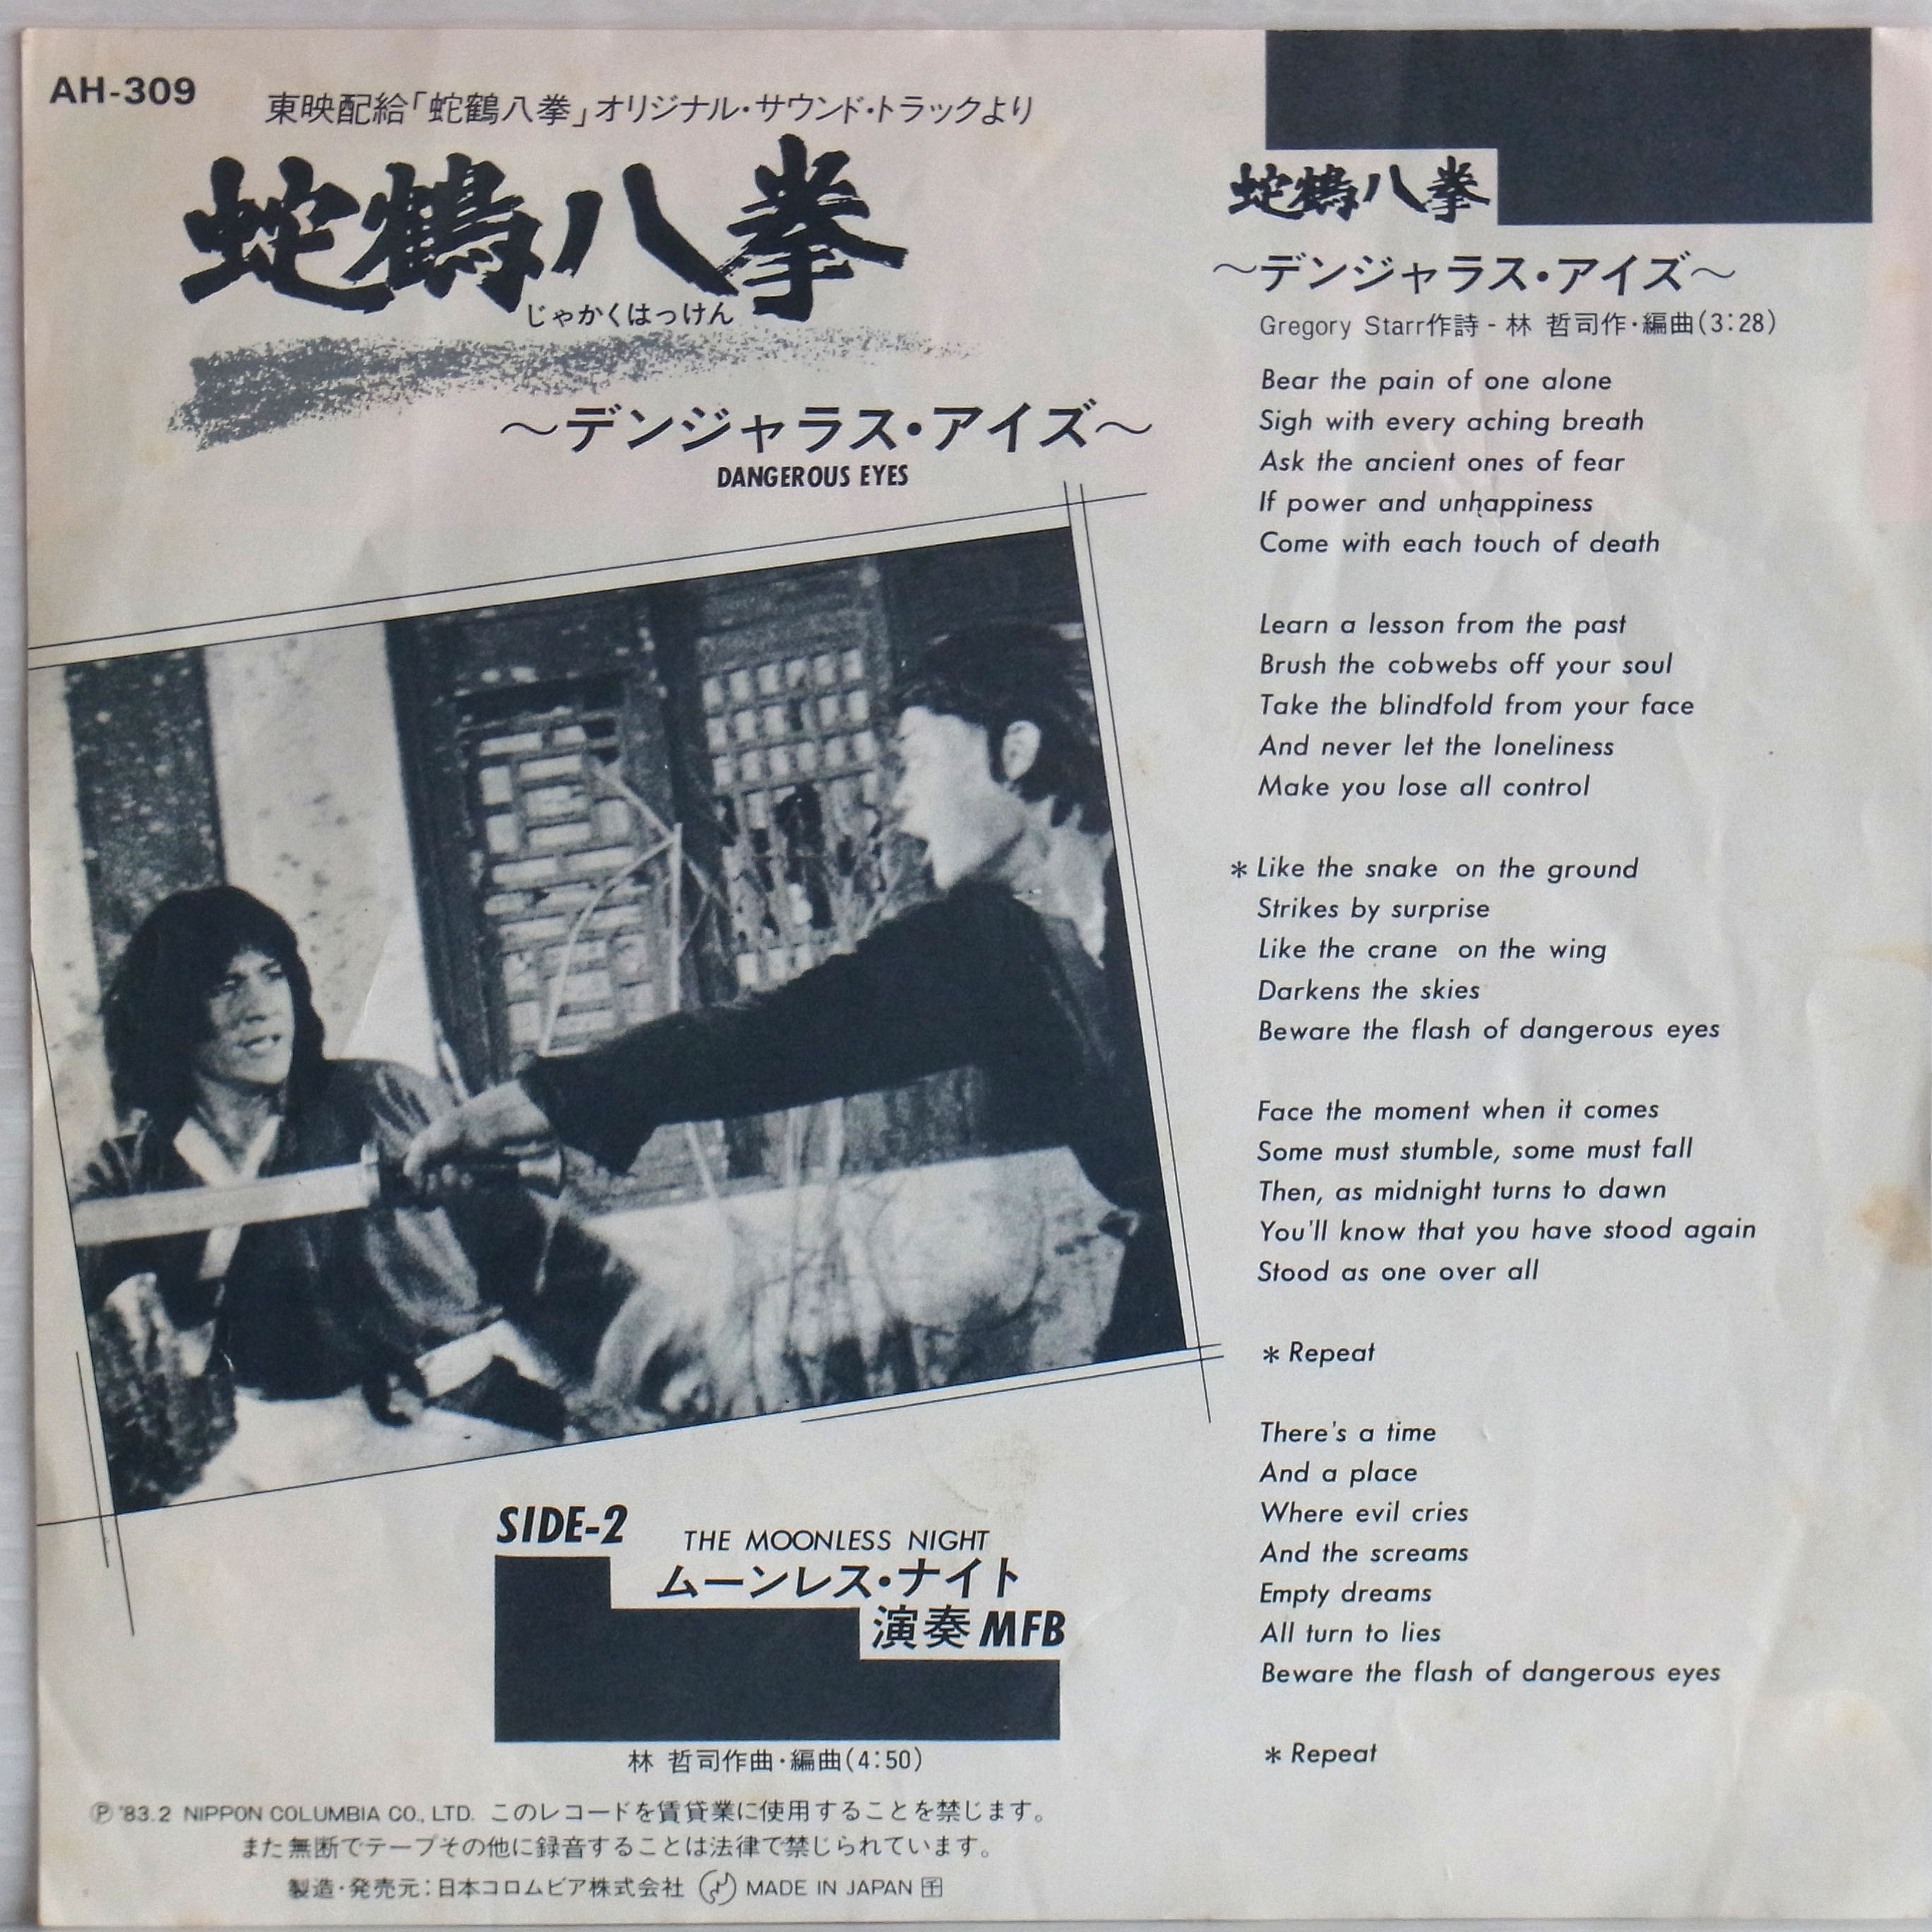 AH-309
東映配給「蛇鶴八拳」オリジナル・サウンド・トラックより
蛇鶴八拳
じゃかくはっけん
〜デンジャラス・アイズ〜
DANGEROUS EYES
SIDE-2
THE MOONLESS NIGHT
ムーンレス・ナイト
演奏 MFB
林 哲司作曲・編曲(4:50)
Ⓟ'83.2 NIPPON COLUMBIA CO., LTD. このレコードを賃貸業に使用することを禁じます。
また無断でテープその他に録音することは法律で禁じられています。
製造・発売元:日本コロムビア株式会社 MADE IN JAPAN
蛇鶴八拳
〜デンジャラス・アイズ〜
Gregory Starr作詩 - 林 哲司作・編曲(3:28)
Bear the pain of one alone
Sigh with every aching breath
Ask the ancient ones of fear
If power and unhappiness
Come with each touch of death
Learn a lesson from the past
Brush the cobwebs off your soul
Take the blindfold from your face
And never let the loneliness
Make you lose all control
* Like the snake on the ground
Strikes by surprise
Like the crane on the wing
Darkens the skies
Beware the flash of dangerous eyes
Face the moment when it comes
Some must stumble, some must fall
Then, as midnight turns to dawn
You'll know that you have stood again
Stood as one over all
* Repeat
There's a time
And a place
Where evil cries
And the screams
Empty dreams
All turn to lies
Beware the flash of dangerous eyes
* Repeat